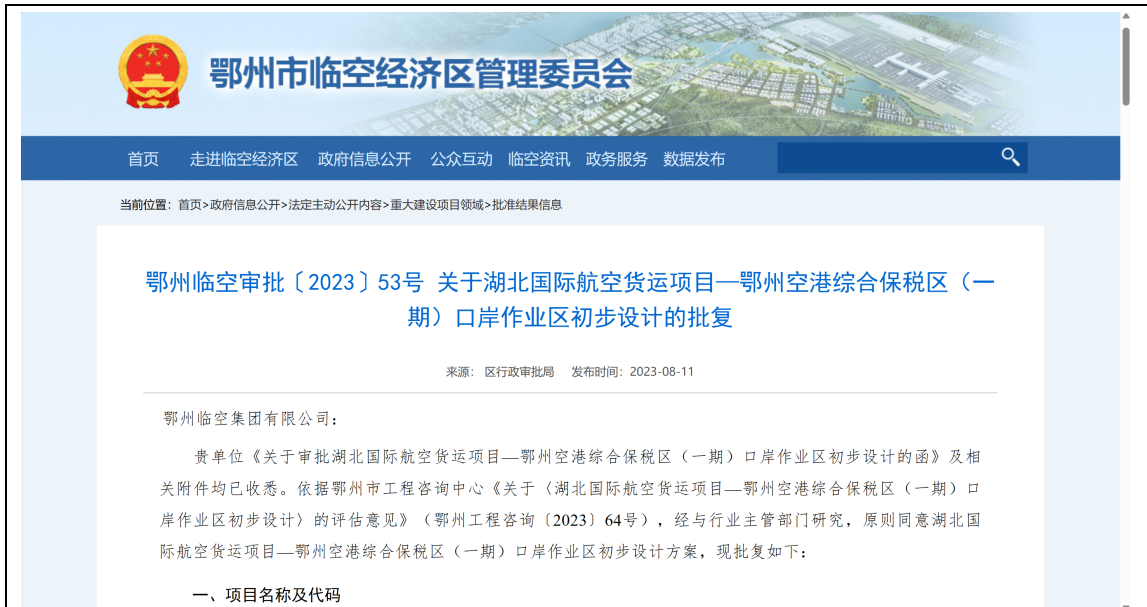 鄂州市临空经济区管理委员会
首页 走进临空经济区 政府信息公开 公众互动 临空资讯 政务服务 数据发布
当前位置：首页>政府信息公开>法定主动公开内容>重大建设项目领域>批准结果信息
鄂州临空审批〔2023〕53号 关于湖北国际航空货运项目—鄂州空港综合保税区（一
期）口岸作业区初步设计的批复
来源： 区行政审批局 发布时间：2023-08-11
鄂州临空集团有限公司：
贵单位《关于审批湖北国际航空货运项目—鄂州空港综合保税区（一期）口岸作业区初步设计的函》及相
关附件均已收悉。依据鄂州市工程咨询中心《关于〈湖北国际航空货运项目—鄂州空港综合保税区（一期）口
岸作业区初步设计〉的评估意见》（鄂州工程咨询〔2023〕64号），经与行业主管部门研究，原则同意湖北国
际航空货运项目—鄂州空港综合保税区（一期）口岸作业区初步设计方案，现批复如下：
一、项目名称及代码